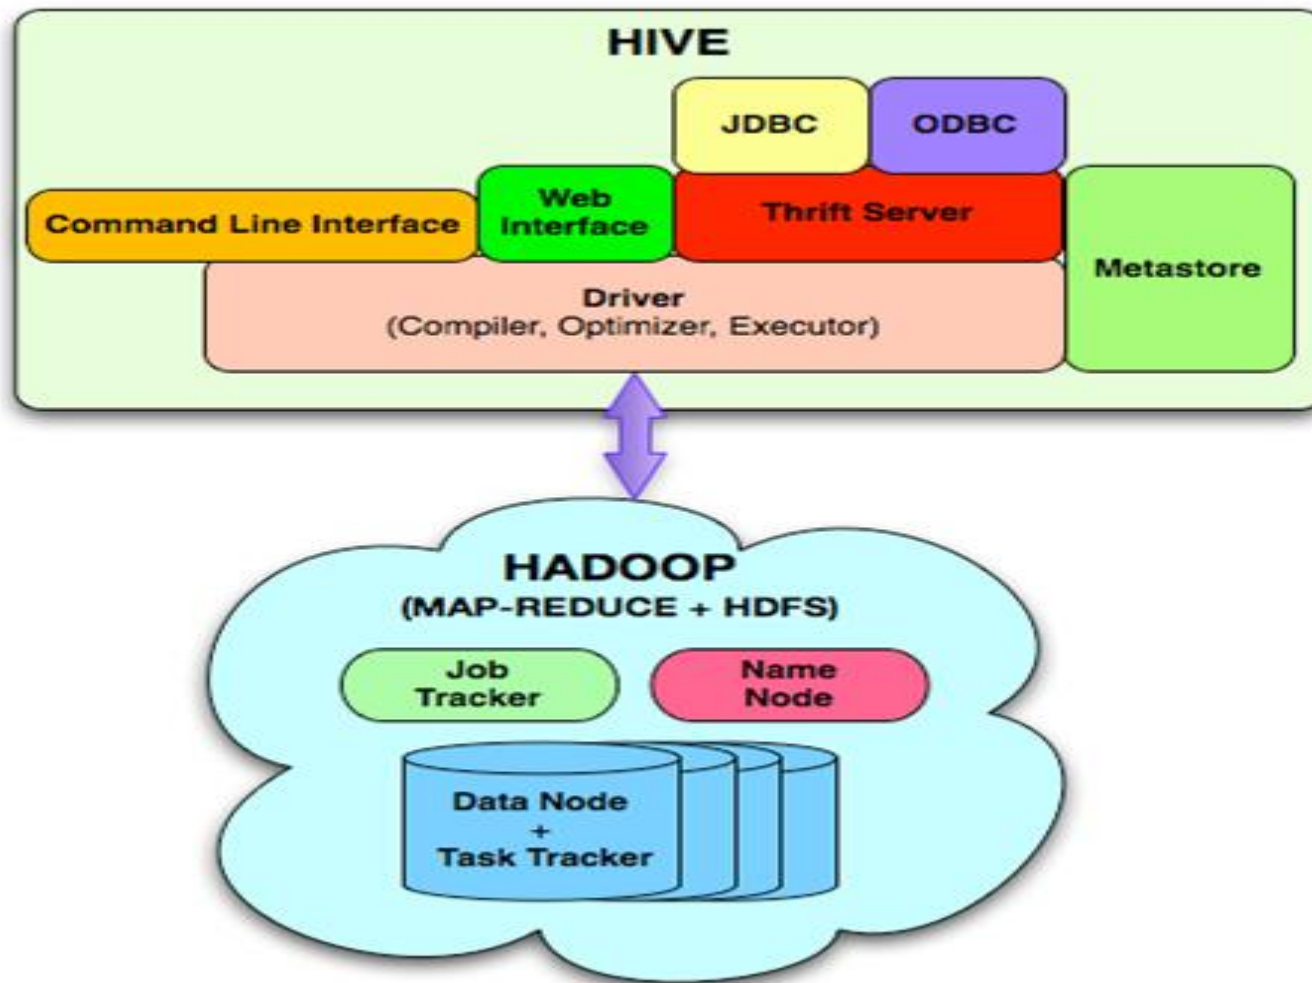 HIVE
JDBC
ODBC
Command Line Interface
Web
Interface
Thrift Server
Metastore
Driver
(Compiler, Optimizer, Executor)
HADOOP
(MAP-REDUCE + HDFS)
Job
Tracker
Name
Node
Data Node
+
Task Tracker